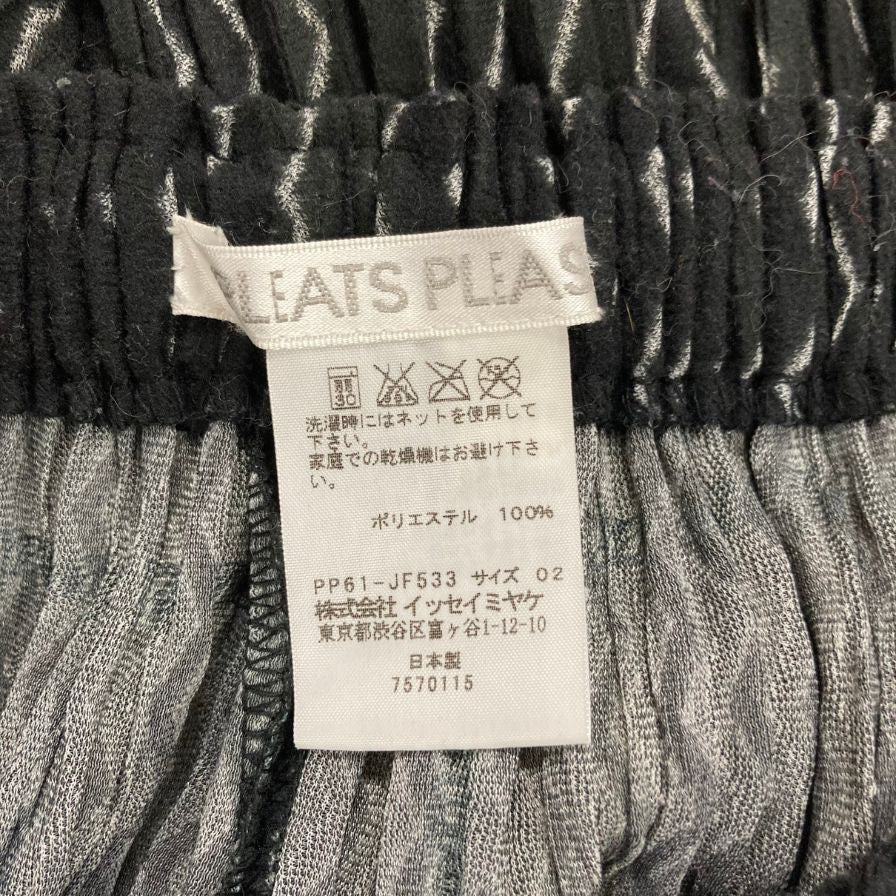 PLEATS PLEAS
30
洗濯時にはネットを使用して
下さい。
家庭での乾燥機はお避け下さ
い。
ポリエステル 100%
PP61-JF533 サイズ 02
株式会社 イッセイミヤケ
東京都渋谷区富ヶ谷1-12-10
日本製
7570115